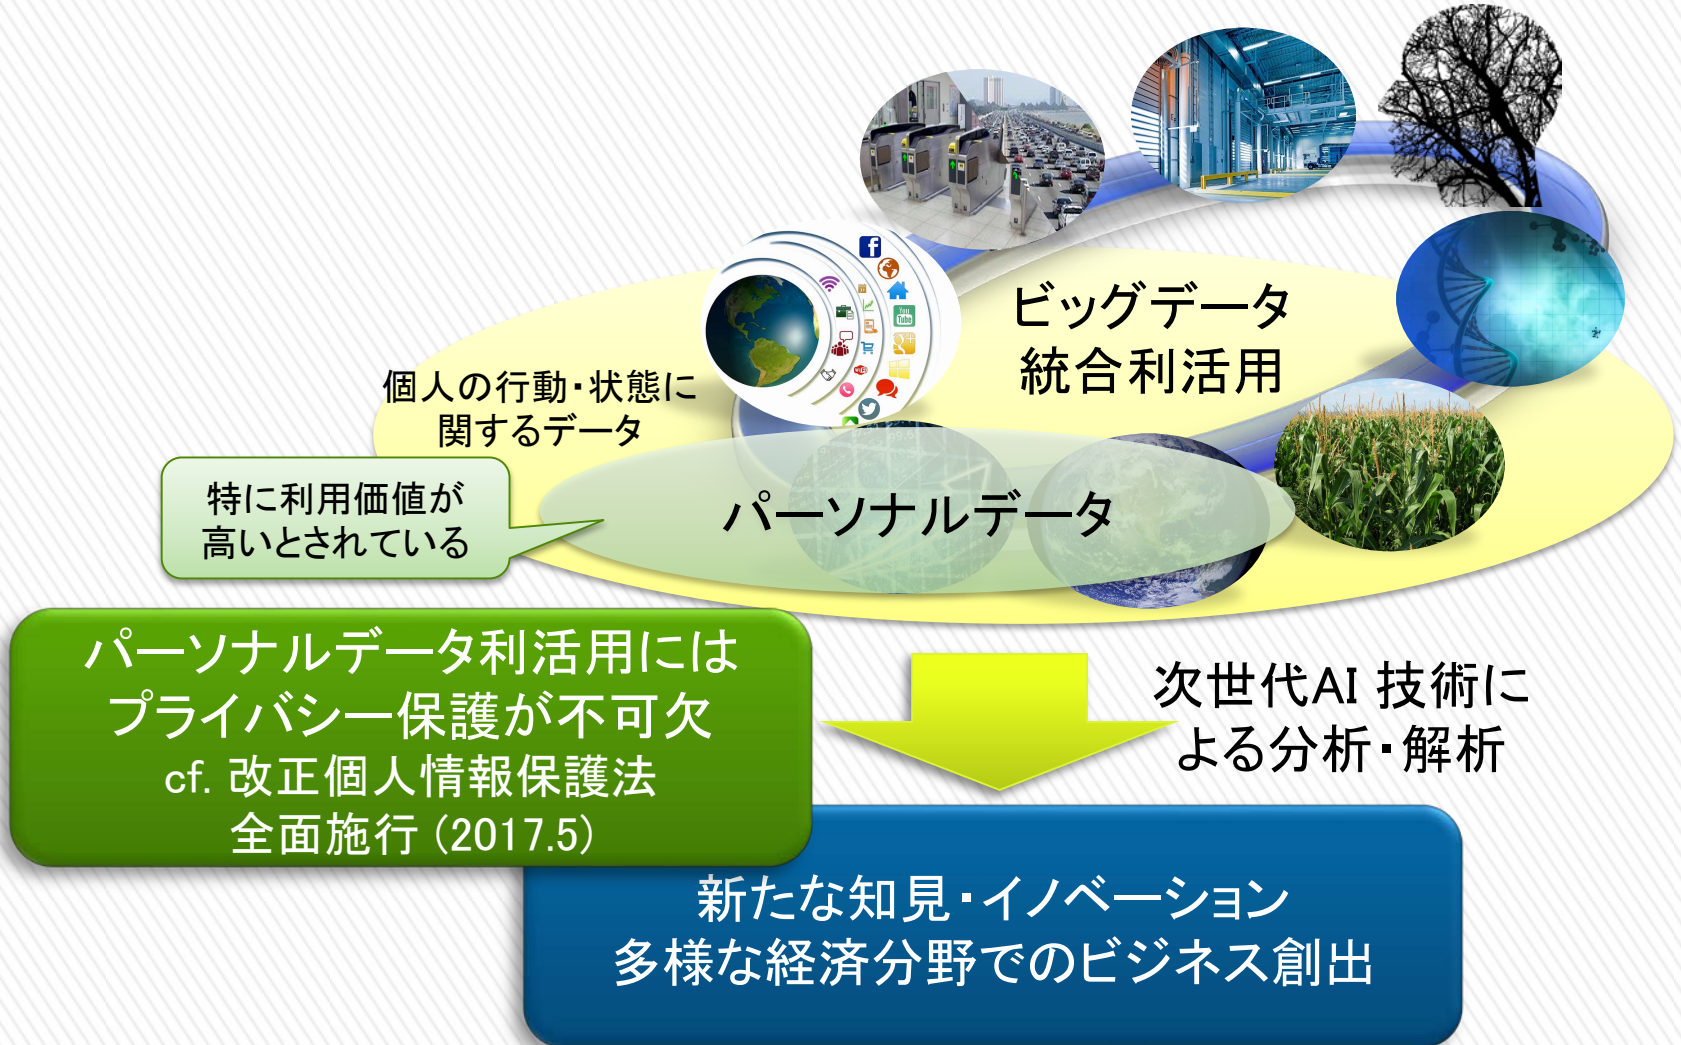 ビッグデータ
統合利活用
個人の行動・状態に
関するデータ
特に利用価値が
高いとされている
パーソナルデータ
パーソナルデータ利活用には
プライバシー保護が不可欠
cf. 改正個人情報保護法
全面施行 (2017.5)
次世代AI 技術に
よる分析・解析
新たな知見・イノベーション
多様な経済分野でのビジネス創出
You
Tube